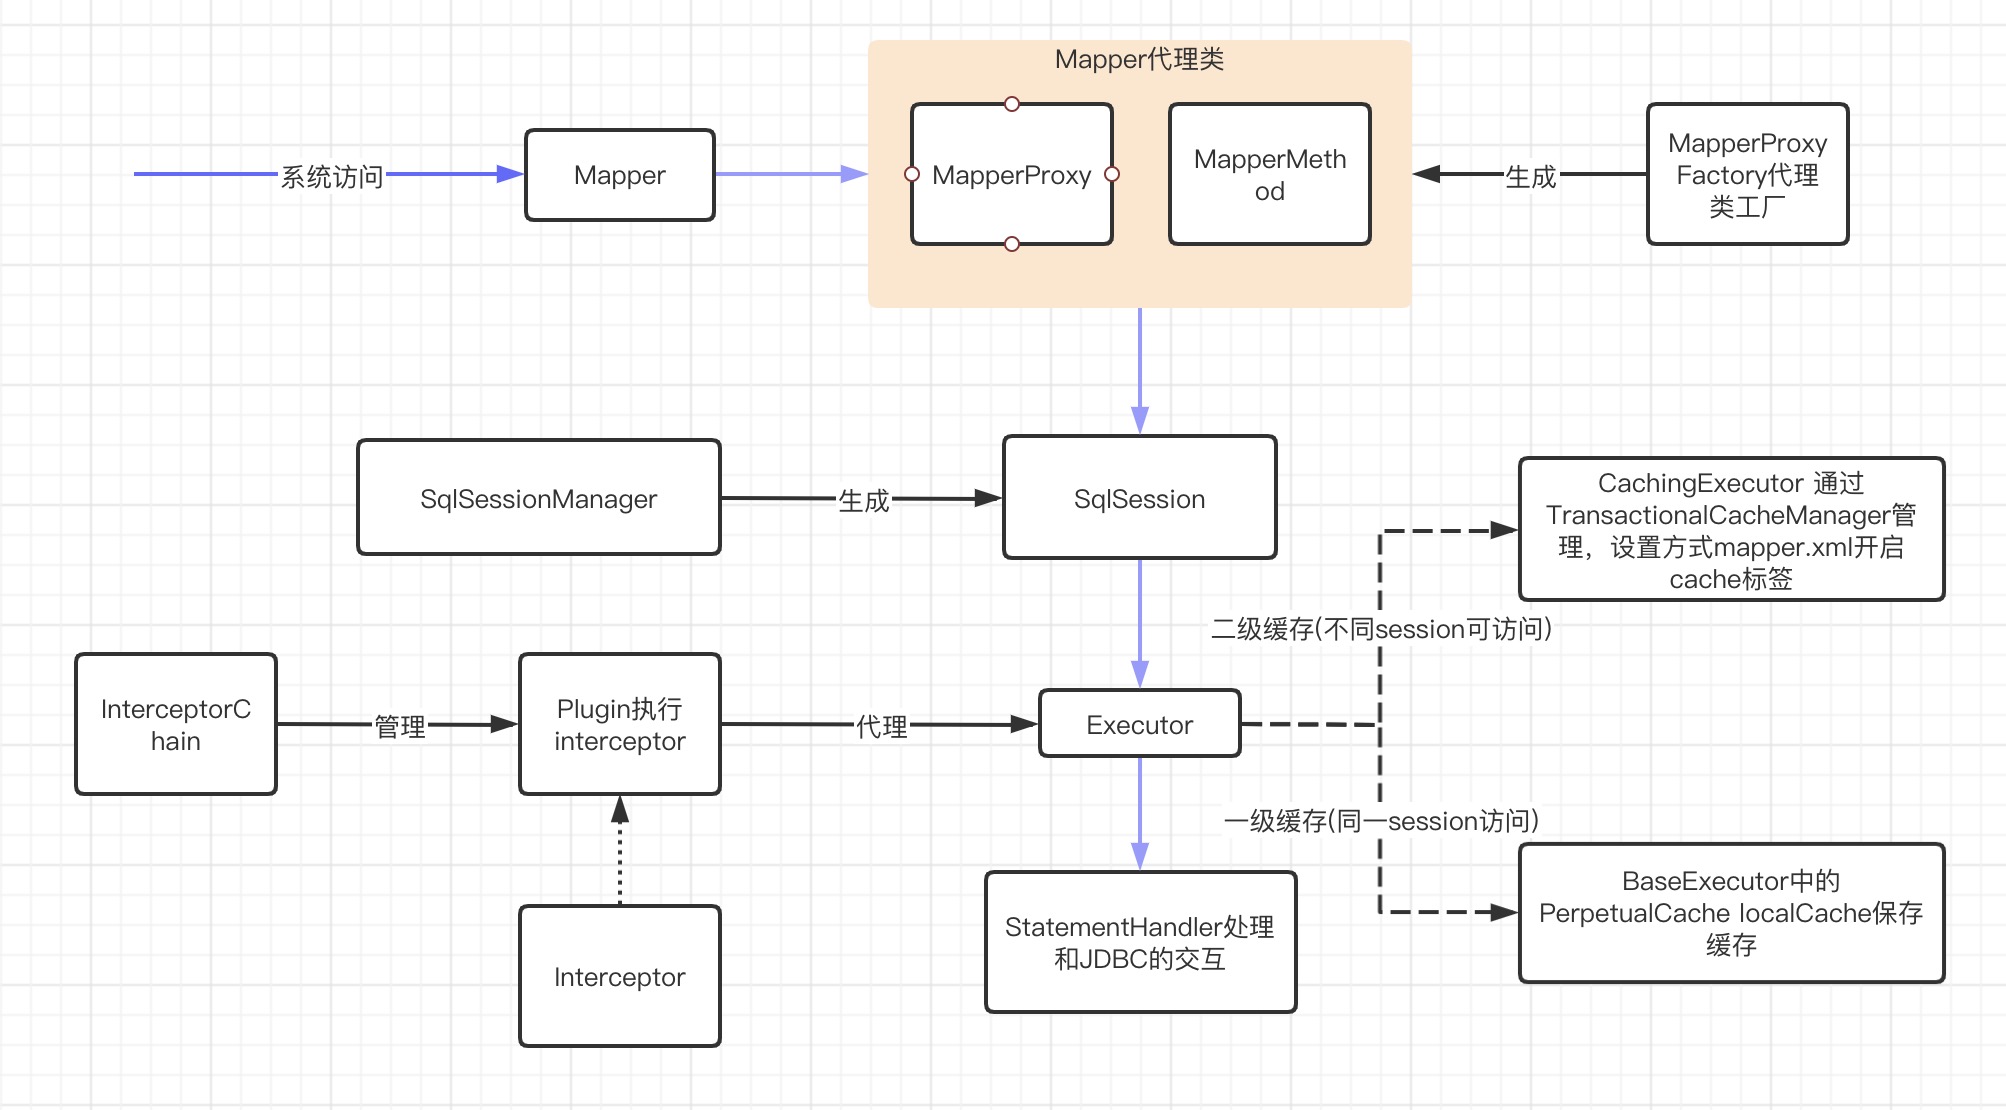 Mapper代理类
系统访问
Mapper
MapperProxy
MapperMeth
od
生成
MapperProxy
Factory代理
类工厂
SqlSessionManager
生成
SqlSession
CachingExecutor 通过
TransactionalCacheManager管
理，设置方式mapper.xml开启
cache标签
二级缓存(不同session可访问)
InterceptorC
hain
管理
Plugin执行
interceptor
代理
Executor
一级缓存(同一session访问)
BaseExecutor中的
PerpetualCache localCache保存
缓存
StatementHandler处理
和JDBC的交互
Interceptor